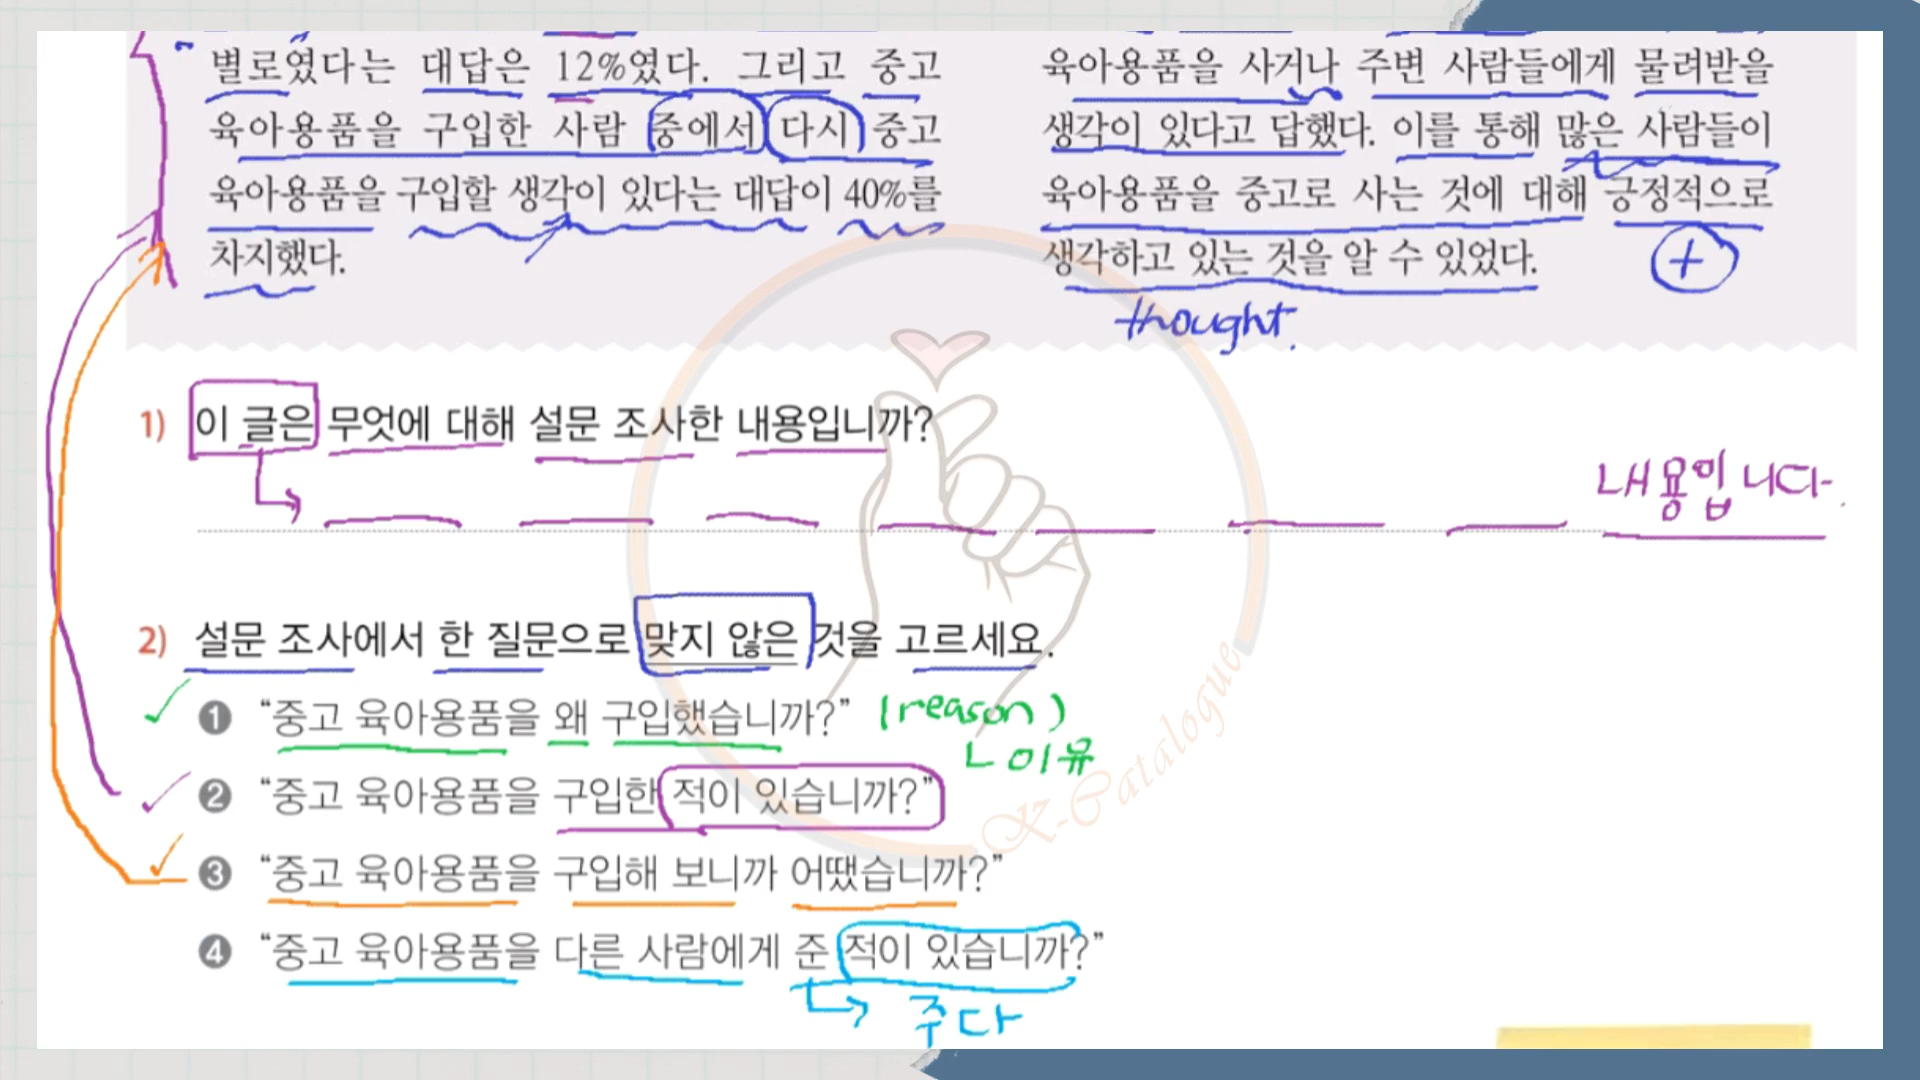 별로였다는 대답은 12%였다. 그리고 중고
육아용품을 구입한 사람 중에서 다시 중고
육아용품을 구입할 생각이 있다는 대답이 40%를
차지했다.
육아용품을 사거나 주변 사람들에게 물려받을
생각이 있다고 답했다. 이를 통해 많은 사람들이
육아용품을 중고로 사는 것에 대해 긍정적으로
생각하고 있는 것을 알 수 있었다.
+
thought.
1) 이 글은 무엇에 대해 설문 조사한 내용입니까?
내용입니다.
2) 설문 조사에서 한 질문으로 맞지 않은 것을 고르세요.
❶ “중고 육아용품을 왜 구입했습니까?” (reason)
이유
❷ “중고 육아용품을 구입한 적이 있습니까?”
❸ “중고 육아용품을 구입해 보니까 어땠습니까?”
❹ “중고 육아용품을 다른 사람에게 준 적이 있습니까?”
주다
K-Catalogue